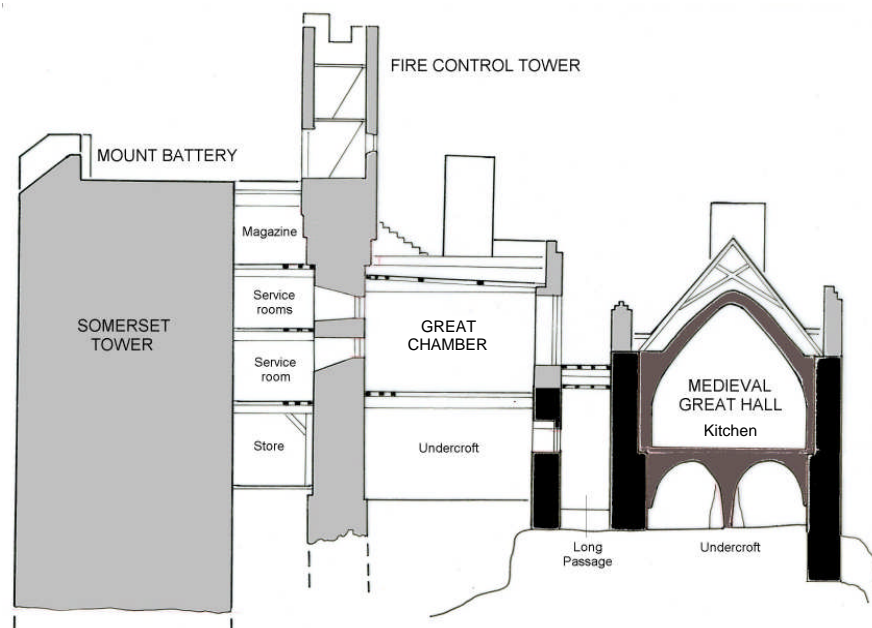 FIRE CONTROL TOWER
MOUNT BATTERY
Magazine
Service
rooms
SOMERSET
TOWER
GREAT
CHAMBER
Service
room
MEDIEVAL
GREAT HALL
Kitchen
Store
Undercroft
Long
Passage
Undercroft